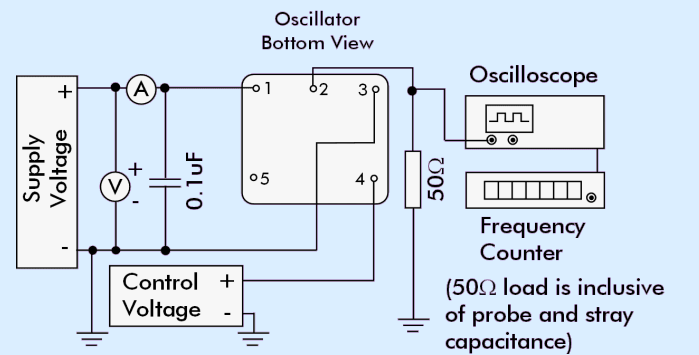 Oscillator
Bottom View
Oscilloscope
+
A
1
2
3
Supply
Voltage
V
+
-
0.1uF
5
4
50Ω
-
Frequency
Counter
Control +
Voltage -
(50Ω load is inclusive
of probe and stray
capacitance)